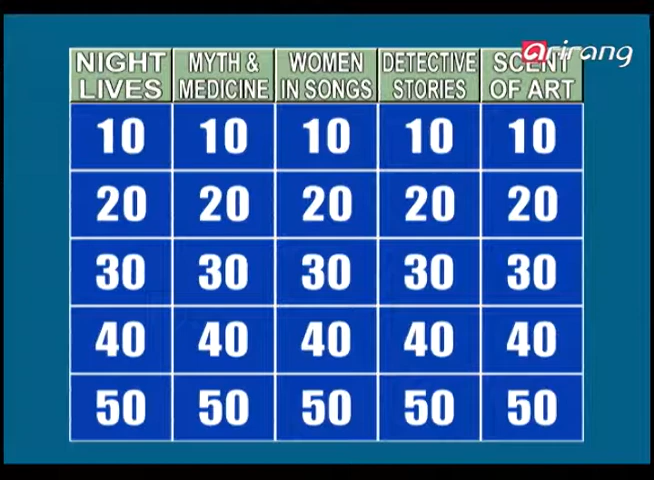 arirang
NIGHT LIVES
MYTH & MEDICINE
WOMEN IN SONGS
DETECTIVE STORIES
SCENT OF ART
10 10 10 10 10
20 20 20 20 20
30 30 30 30 30
40 40 40 40 40
50 50 50 50 50